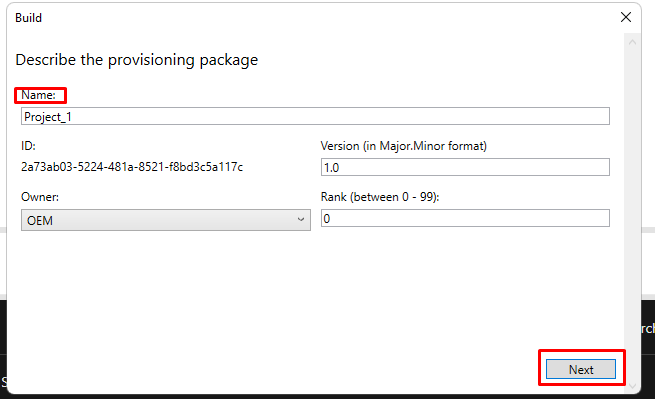 Build
Describe the provisioning package
Name:
Project_1
ID:
2a73ab03-5224-481a-8521-f8bd3c5a117c
Version (in Major.Minor format)
1.0
Owner:
OEM
Rank (between 0 - 99):
0
Next